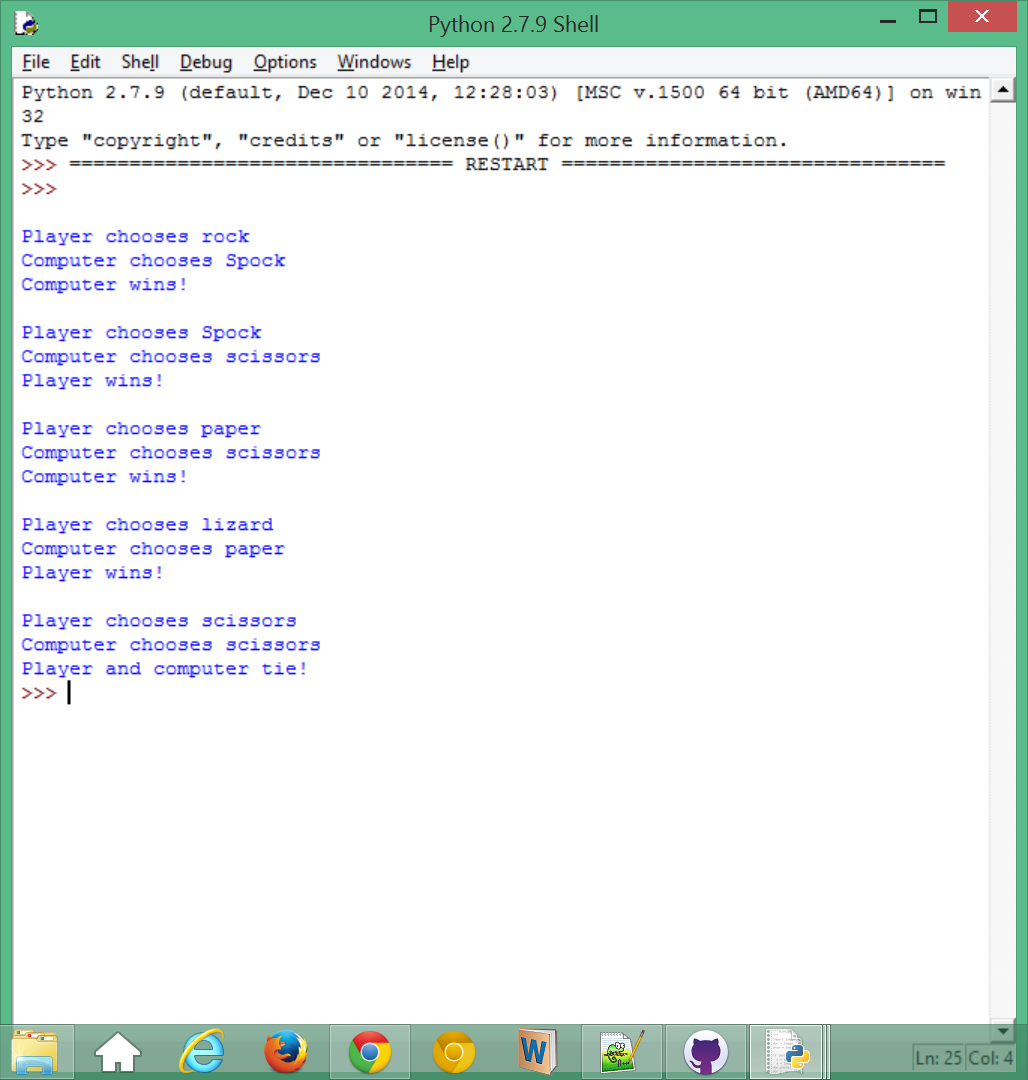 Python 2.7.9 Shell
File Edit Shell Debug Options Windows Help
Python 2.7.9 (default, Dec 10 2014, 12:28:03) [MSC v.1500 64 bit (AMD64)] on win
32
Type "copyright", "credits" or "license()" for more information.
>>> ================================ RESTART ================================
>>>
Player chooses rock
Computer chooses Spock
Computer wins!
Player chooses Spock
Computer chooses scissors
Player wins!
Player chooses paper
Computer chooses scissors
Computer wins!
Player chooses lizard
Computer chooses paper
Player wins!
Player chooses scissors
Computer chooses scissors
Player and computer tie!
>>>
W
Ln: 25 Col: 4